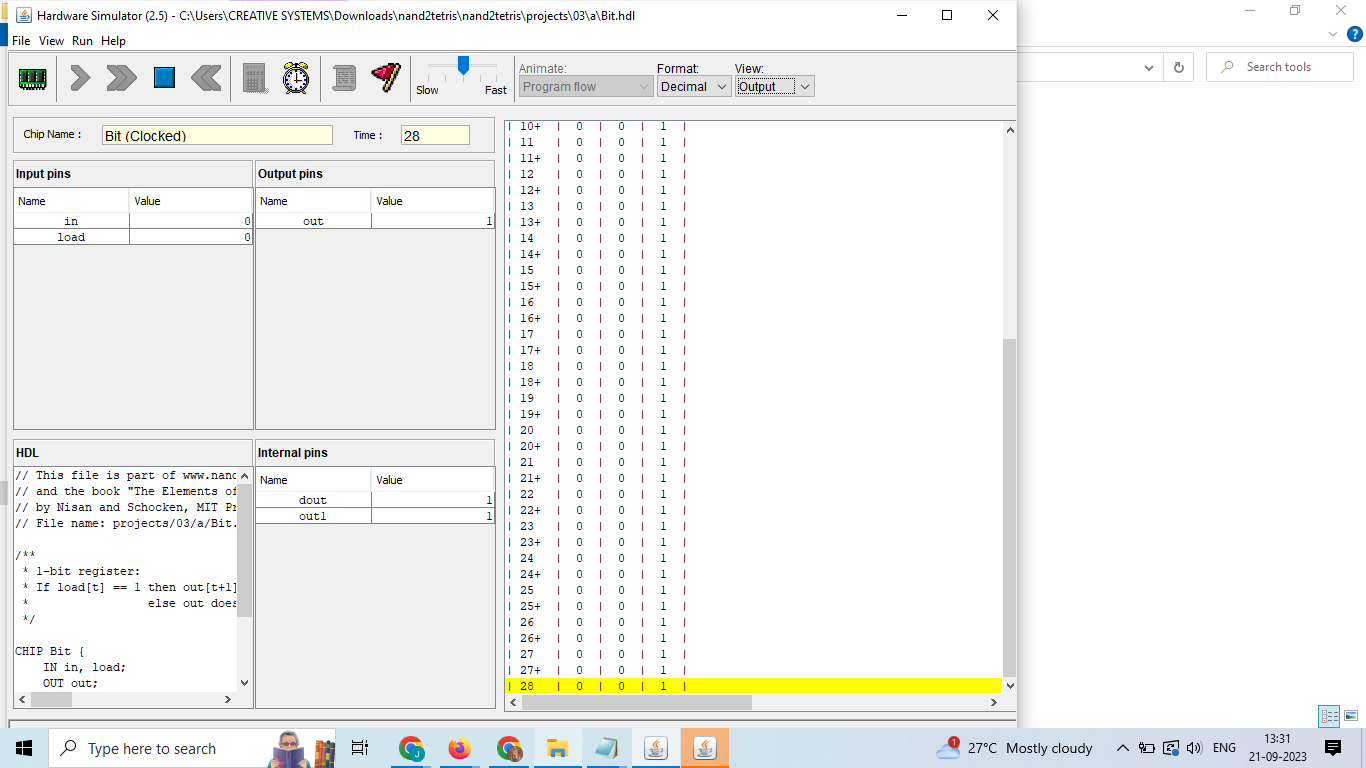 Hardware Simulator (2.5) - C:\Users\CREATIVE SYSTEMS\Downloads\nand2tetris\nand2tetris\projects\03\a\Bit.hdl
File View Run Help
Slow Fast
Animate:
Program flow
Format:
Decimal
View:
Output
Search tools
Chip Name :
Bit (Clocked)
Time :
28
Input pins
Name Value
in 0
load 0
Output pins
Name Value
out 1
HDL
// This file is part of www.nand
// and the book "The Elements of
// by Nisan and Schocken, MIT Pr
// File name: projects/03/a/Bit.
/**
* 1-bit register:
* If load[t] == 1 then out[t+1]
* else out does
*/
CHIP Bit {
IN in, load;
OUT out;
Internal pins
Name Value
dout 1
out1 1
| 10+ | 0 | 0 | 1 |
| 11 | 0 | 0 | 1 |
| 11+ | 0 | 0 | 1 |
| 12 | 0 | 0 | 1 |
| 12+ | 0 | 0 | 1 |
| 13 | 0 | 0 | 1 |
| 13+ | 0 | 0 | 1 |
| 14 | 0 | 0 | 1 |
| 14+ | 0 | 0 | 1 |
| 15 | 0 | 0 | 1 |
| 15+ | 0 | 0 | 1 |
| 16 | 0 | 0 | 1 |
| 16+ | 0 | 0 | 1 |
| 17 | 0 | 0 | 1 |
| 17+ | 0 | 0 | 1 |
| 18 | 0 | 0 | 1 |
| 18+ | 0 | 0 | 1 |
| 19 | 0 | 0 | 1 |
| 19+ | 0 | 0 | 1 |
| 20 | 0 | 0 | 1 |
| 20+ | 0 | 0 | 1 |
| 21 | 0 | 0 | 1 |
| 21+ | 0 | 0 | 1 |
| 22 | 0 | 0 | 1 |
| 22+ | 0 | 0 | 1 |
| 23 | 0 | 0 | 1 |
| 23+ | 0 | 0 | 1 |
| 24 | 0 | 0 | 1 |
| 24+ | 0 | 0 | 1 |
| 25 | 0 | 0 | 1 |
| 25+ | 0 | 0 | 1 |
| 26 | 0 | 0 | 1 |
| 26+ | 0 | 0 | 1 |
| 27 | 0 | 0 | 1 |
| 27+ | 0 | 0 | 1 |
| 28 | 0 | 0 | 1 |
Type here to search
J
1
27°C Mostly cloudy
ENG
13:31
21-09-2023